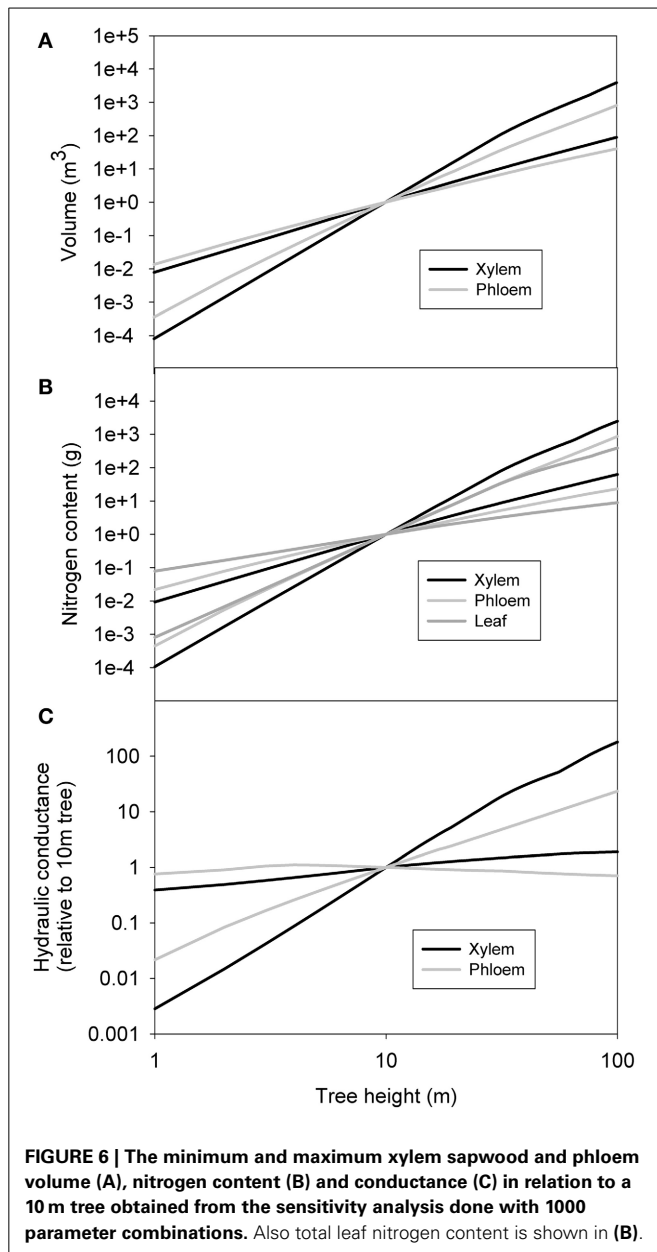 A
Volume (m³)
1e+5
1e+4
1e+3
1e+2
1e+1
1e+0
1e-1
1e-2
1e-3
1e-4
Xylem
Phloem
B
Nitrogen content (g)
1e+4
1e+3
1e+2
1e+1
1e+0
1e-1
1e-2
1e-3
1e-4
Xylem
Phloem
Leaf
C
Hydraulic conductance
(relative to 10m tree)
100
10
1
0.1
0.01
0.001
Xylem
Phloem
1 10 100
Tree height (m)
FIGURE 6 | The minimum and maximum xylem sapwood and phloem
volume (A), nitrogen content (B) and conductance (C) in relation to a
10 m tree obtained from the sensitivity analysis done with 1000
parameter combinations. Also total leaf nitrogen content is shown in (B).